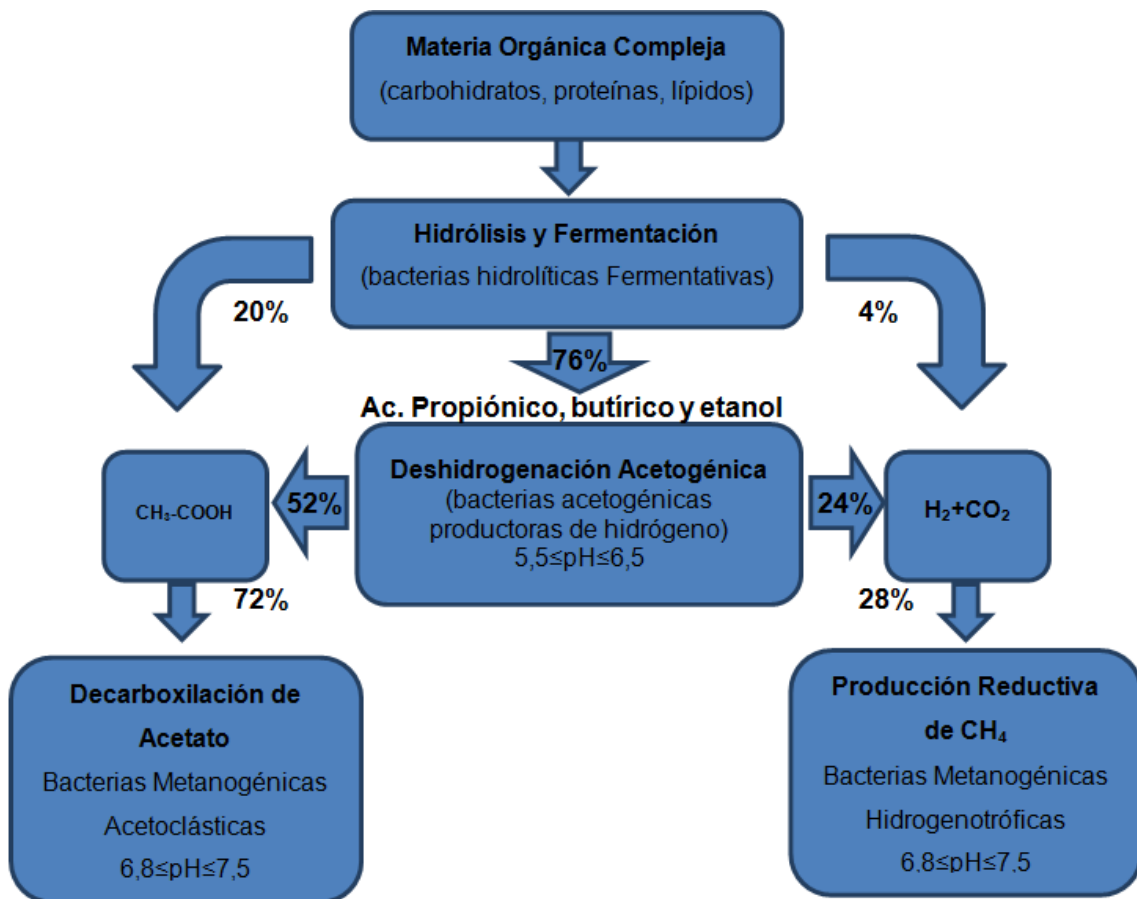 Materia Orgánica Compleja
(carbohidratos, proteínas, lípidos)
Hidrólisis y Fermentación
(bacterias hidrolíticas Fermentativas)
20%
4%
76%
Ac. Propiónico, butírico y etanol
Deshidrogenación Acetogénica
(bacterias acetogénicas
productoras de hidrógeno)
5,5≤pH≤6,5
52%
24%
CH₃-COOH
H₂+CO₂
72%
28%
Decarboxilación de
Acetato
Bacterias Metanogénicas
Acetoclásticas
6,8≤pH≤7,5
Producción Reductiva
de CH₄
Bacterias Metanogénicas
Hidrogenotróficas
6,8≤pH≤7,5